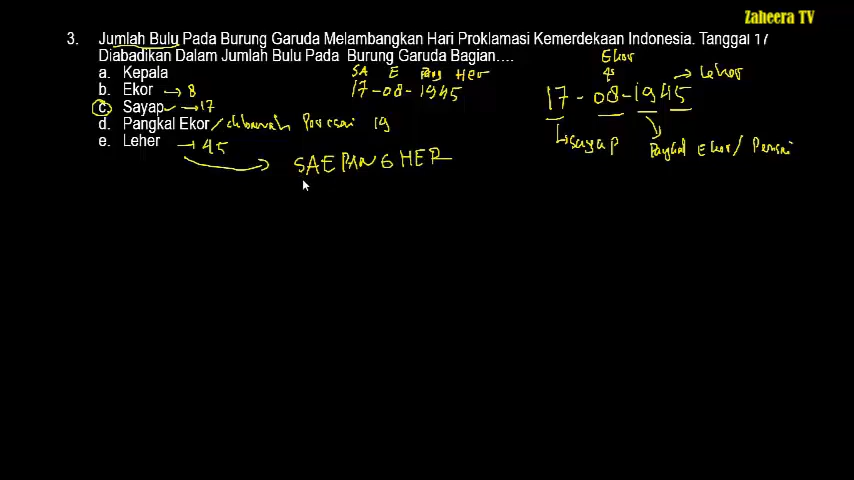 Zaheera TV
3. Jumlah Bulu Pada Burung Garuda Melambangkan Hari Proklamasi Kemerdekaan Indonesia. Tanggal 17
Diabadikan Dalam Jumlah Bulu Pada Burung Garuda Bagian....
Ekor
a. Kepala
SA E Pang Her
→ Leher
b. Ekor → 8
17-08-1945
17-08-1945
c. Sayap → 17
d. Pangkal Ekor / dibawah Perisai 19
→ sayap
Pangkal Ekor / Perisai
e. Leher → 45
SAEPANGHER